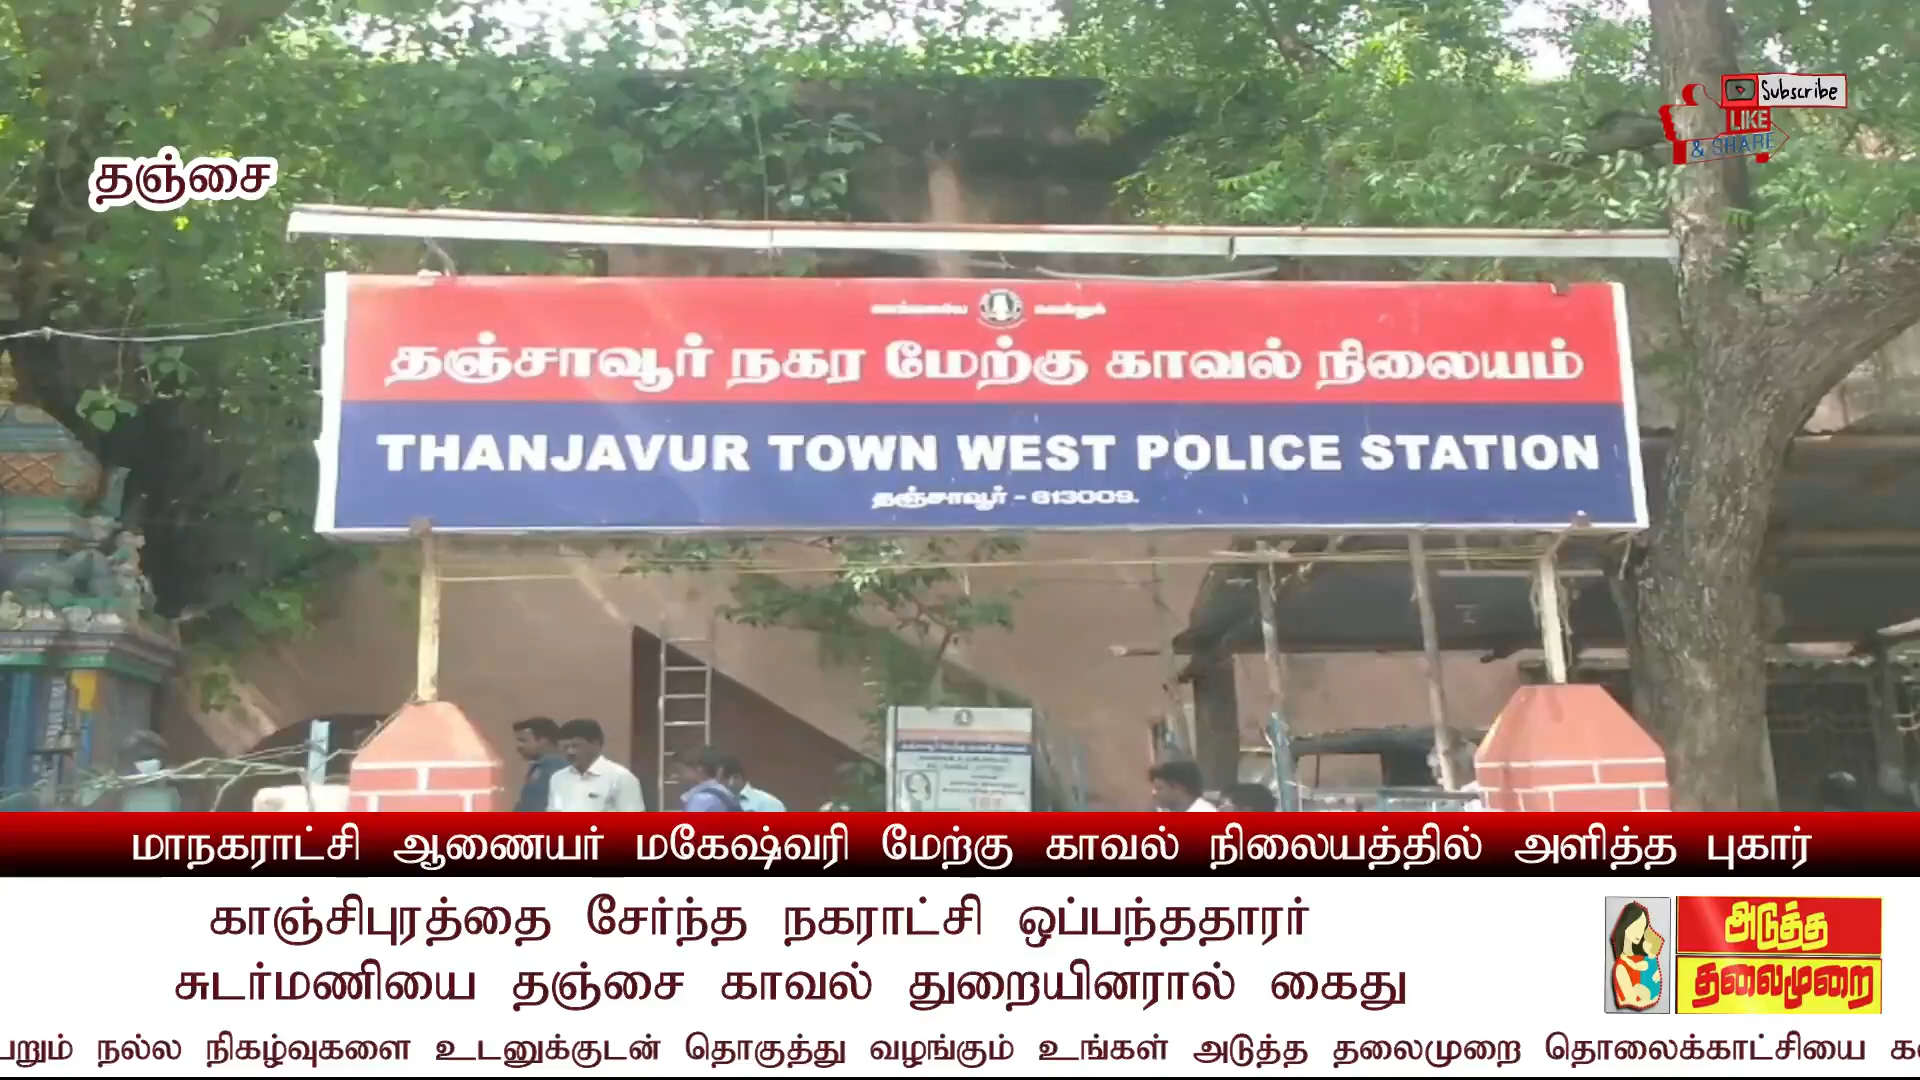 Subscribe
LIKE
& SHARE
தஞ்சை
தஞ்சாவூர் நகர மேற்கு காவல் நிலையம்
THANJAVUR TOWN WEST POLICE STATION
தஞ்சாவூர் - 613009.
மாநகராட்சி ஆணையர் மகேஷ்வரி மேற்கு காவல் நிலையத்தில் அளித்த புகார்
காஞ்சிபுரத்தை சேர்ந்த நகராட்சி ஒப்பந்ததாரர்
சுடர்மணியை தஞ்சை காவல் துறையினரால் கைது
அடுத்த
தலைமுறை
நல்ல நிகழ்வுகளை உடனுக்குடன் தொகுத்து வழங்கும் உங்கள் அடுத்த தலைமுறை தொலைக்காட்சியை